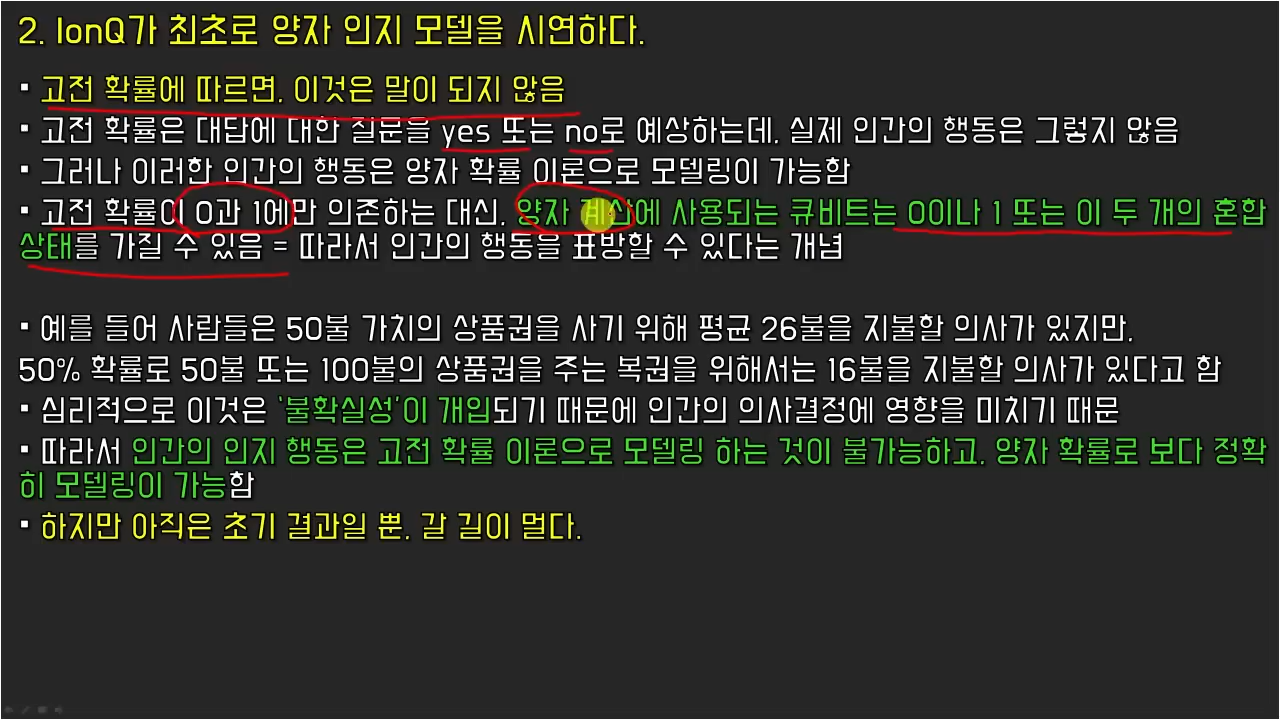 2. IonQ가 최초로 양자 인지 모델을 시연하다.
▪ 고전 확률에 따르면, 이것은 말이 되지 않음
▪ 고전 확률은 대답에 대한 질문을 yes 또는 no로 예상하는데, 실제 인간의 행동은 그렇지 않음
▪ 그러나 이러한 인간의 행동은 양자 확률 이론으로 모델링이 가능함
▪ 고전 확률이 0과 1에만 의존하는 대신, 양자 계산에 사용되는 큐비트는 0이나 1 또는 이 두 개의 혼합
상태를 가질 수 있음 = 따라서 인간의 행동을 표방할 수 있다는 개념
▪ 예를 들어 사람들은 50불 가치의 상품권을 사기 위해 평균 26불을 지불할 의사가 있지만,
50% 확률로 50불 또는 100불의 상품권을 주는 복권을 위해서는 16불을 지불할 의사가 있다고 함
▪ 심리적으로 이것은 '불확실성'이 개입되기 때문에 인간의 의사결정에 영향을 미치기 때문
▪ 따라서 인간의 인지 행동은 고전 확률 이론으로 모델링 하는 것이 불가능하고, 양자 확률로 보다 정확
히 모델링이 가능함
▪ 하지만 아직은 초기 결과일 뿐, 갈 길이 멀다.